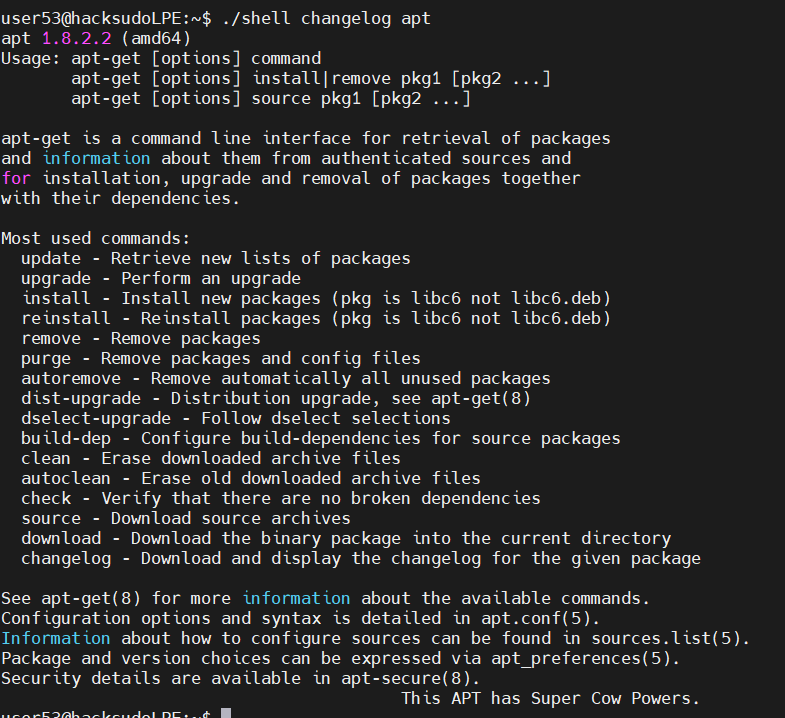 user53@hacksudoLPE:~$ ./shell changelog apt
apt 1.8.2.2 (amd64)
Usage: apt-get [options] command
       apt-get [options] install|remove pkg1 [pkg2 ...]
       apt-get [options] source pkg1 [pkg2 ...]

apt-get is a command line interface for retrieval of packages
and information about them from authenticated sources and
for installation, upgrade and removal of packages together
with their dependencies.

Most used commands:
  update - Retrieve new lists of packages
  upgrade - Perform an upgrade
  install - Install new packages (pkg is libc6 not libc6.deb)
  reinstall - Reinstall packages (pkg is libc6 not libc6.deb)
  remove - Remove packages
  purge - Remove packages and config files
  autoremove - Remove automatically all unused packages
  dist-upgrade - Distribution upgrade, see apt-get(8)
  dselect-upgrade - Follow dselect selections
  build-dep - Configure build-dependencies for source packages
  clean - Erase downloaded archive files
  autoclean - Erase old downloaded archive files
  check - Verify that there are no broken dependencies
  source - Download source archives
  download - Download the binary package into the current directory
  changelog - Download and display the changelog for the given package

See apt-get(8) for more information about the available commands.
Configuration options and syntax is detailed in apt.conf(5).
Information about how to configure sources can be found in sources.list(5).
Package and version choices can be expressed via apt_preferences(5).
Security details are available in apt-secure(8).
                                        This APT has Super Cow Powers.
user53@hacksudoLPE:~$